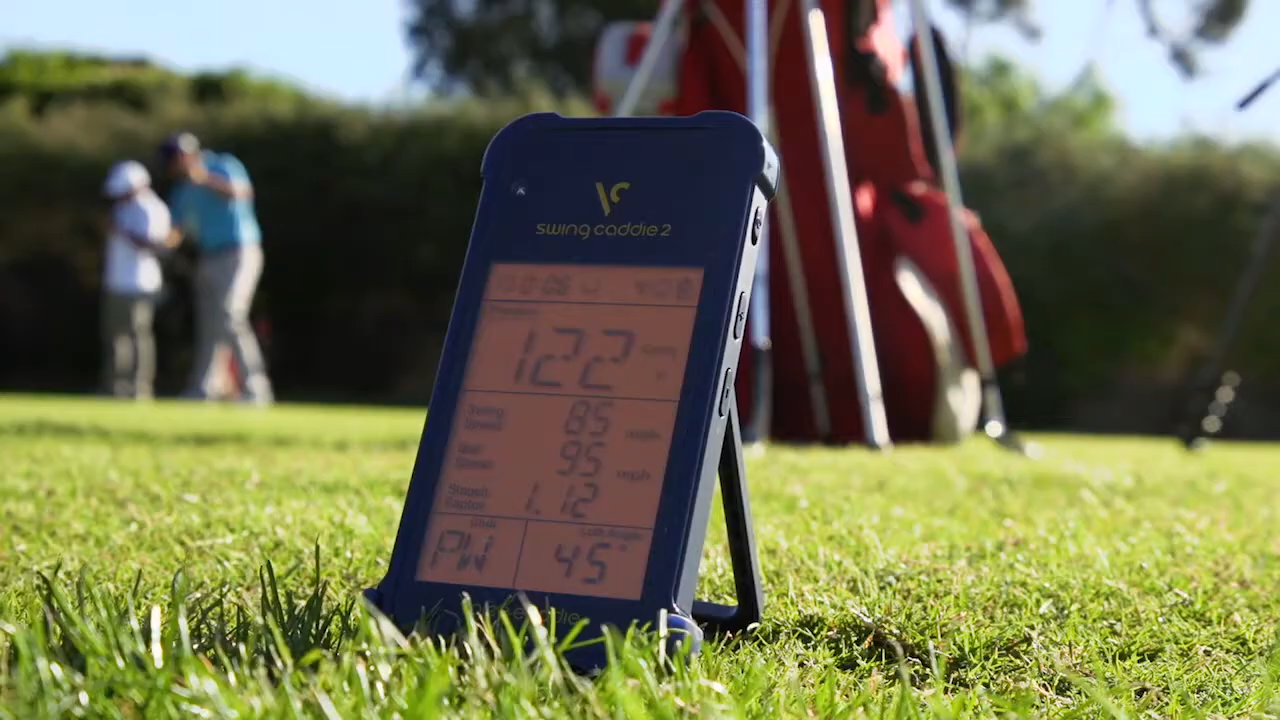 swing caddie 2
122
Swing Speed 85 mph
Ball Speed 95 mph
Smash Factor 1.12
Club
PW
Loft Angle
45°